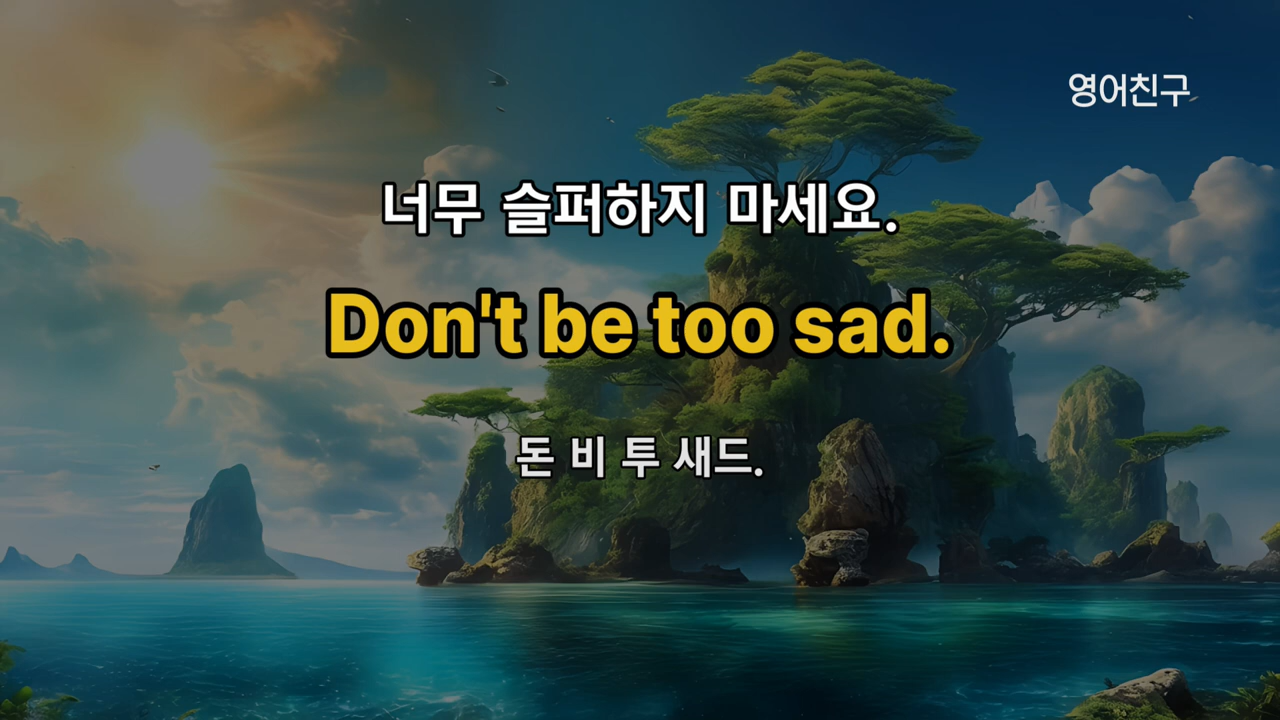 영어친구
너무 슬퍼하지 마세요.
Don't be too sad.
돈 비 투 새드.